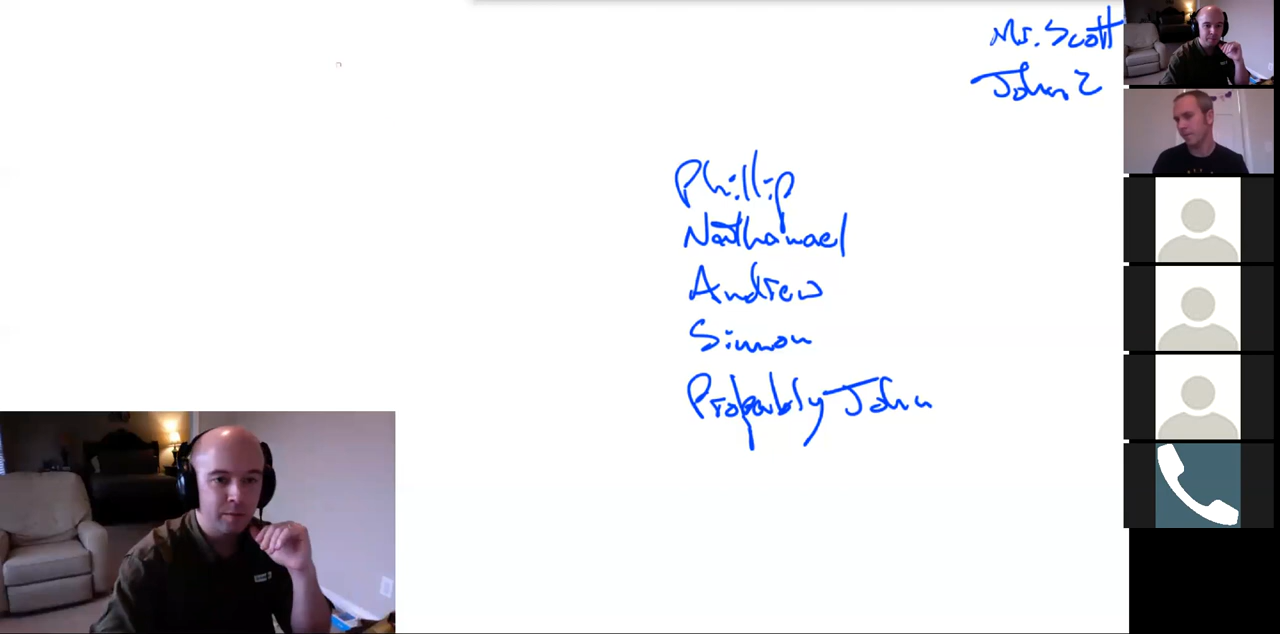 Mr. Scott
John 2
Phillip
Nathanael
Andrew
Simon
Probably John